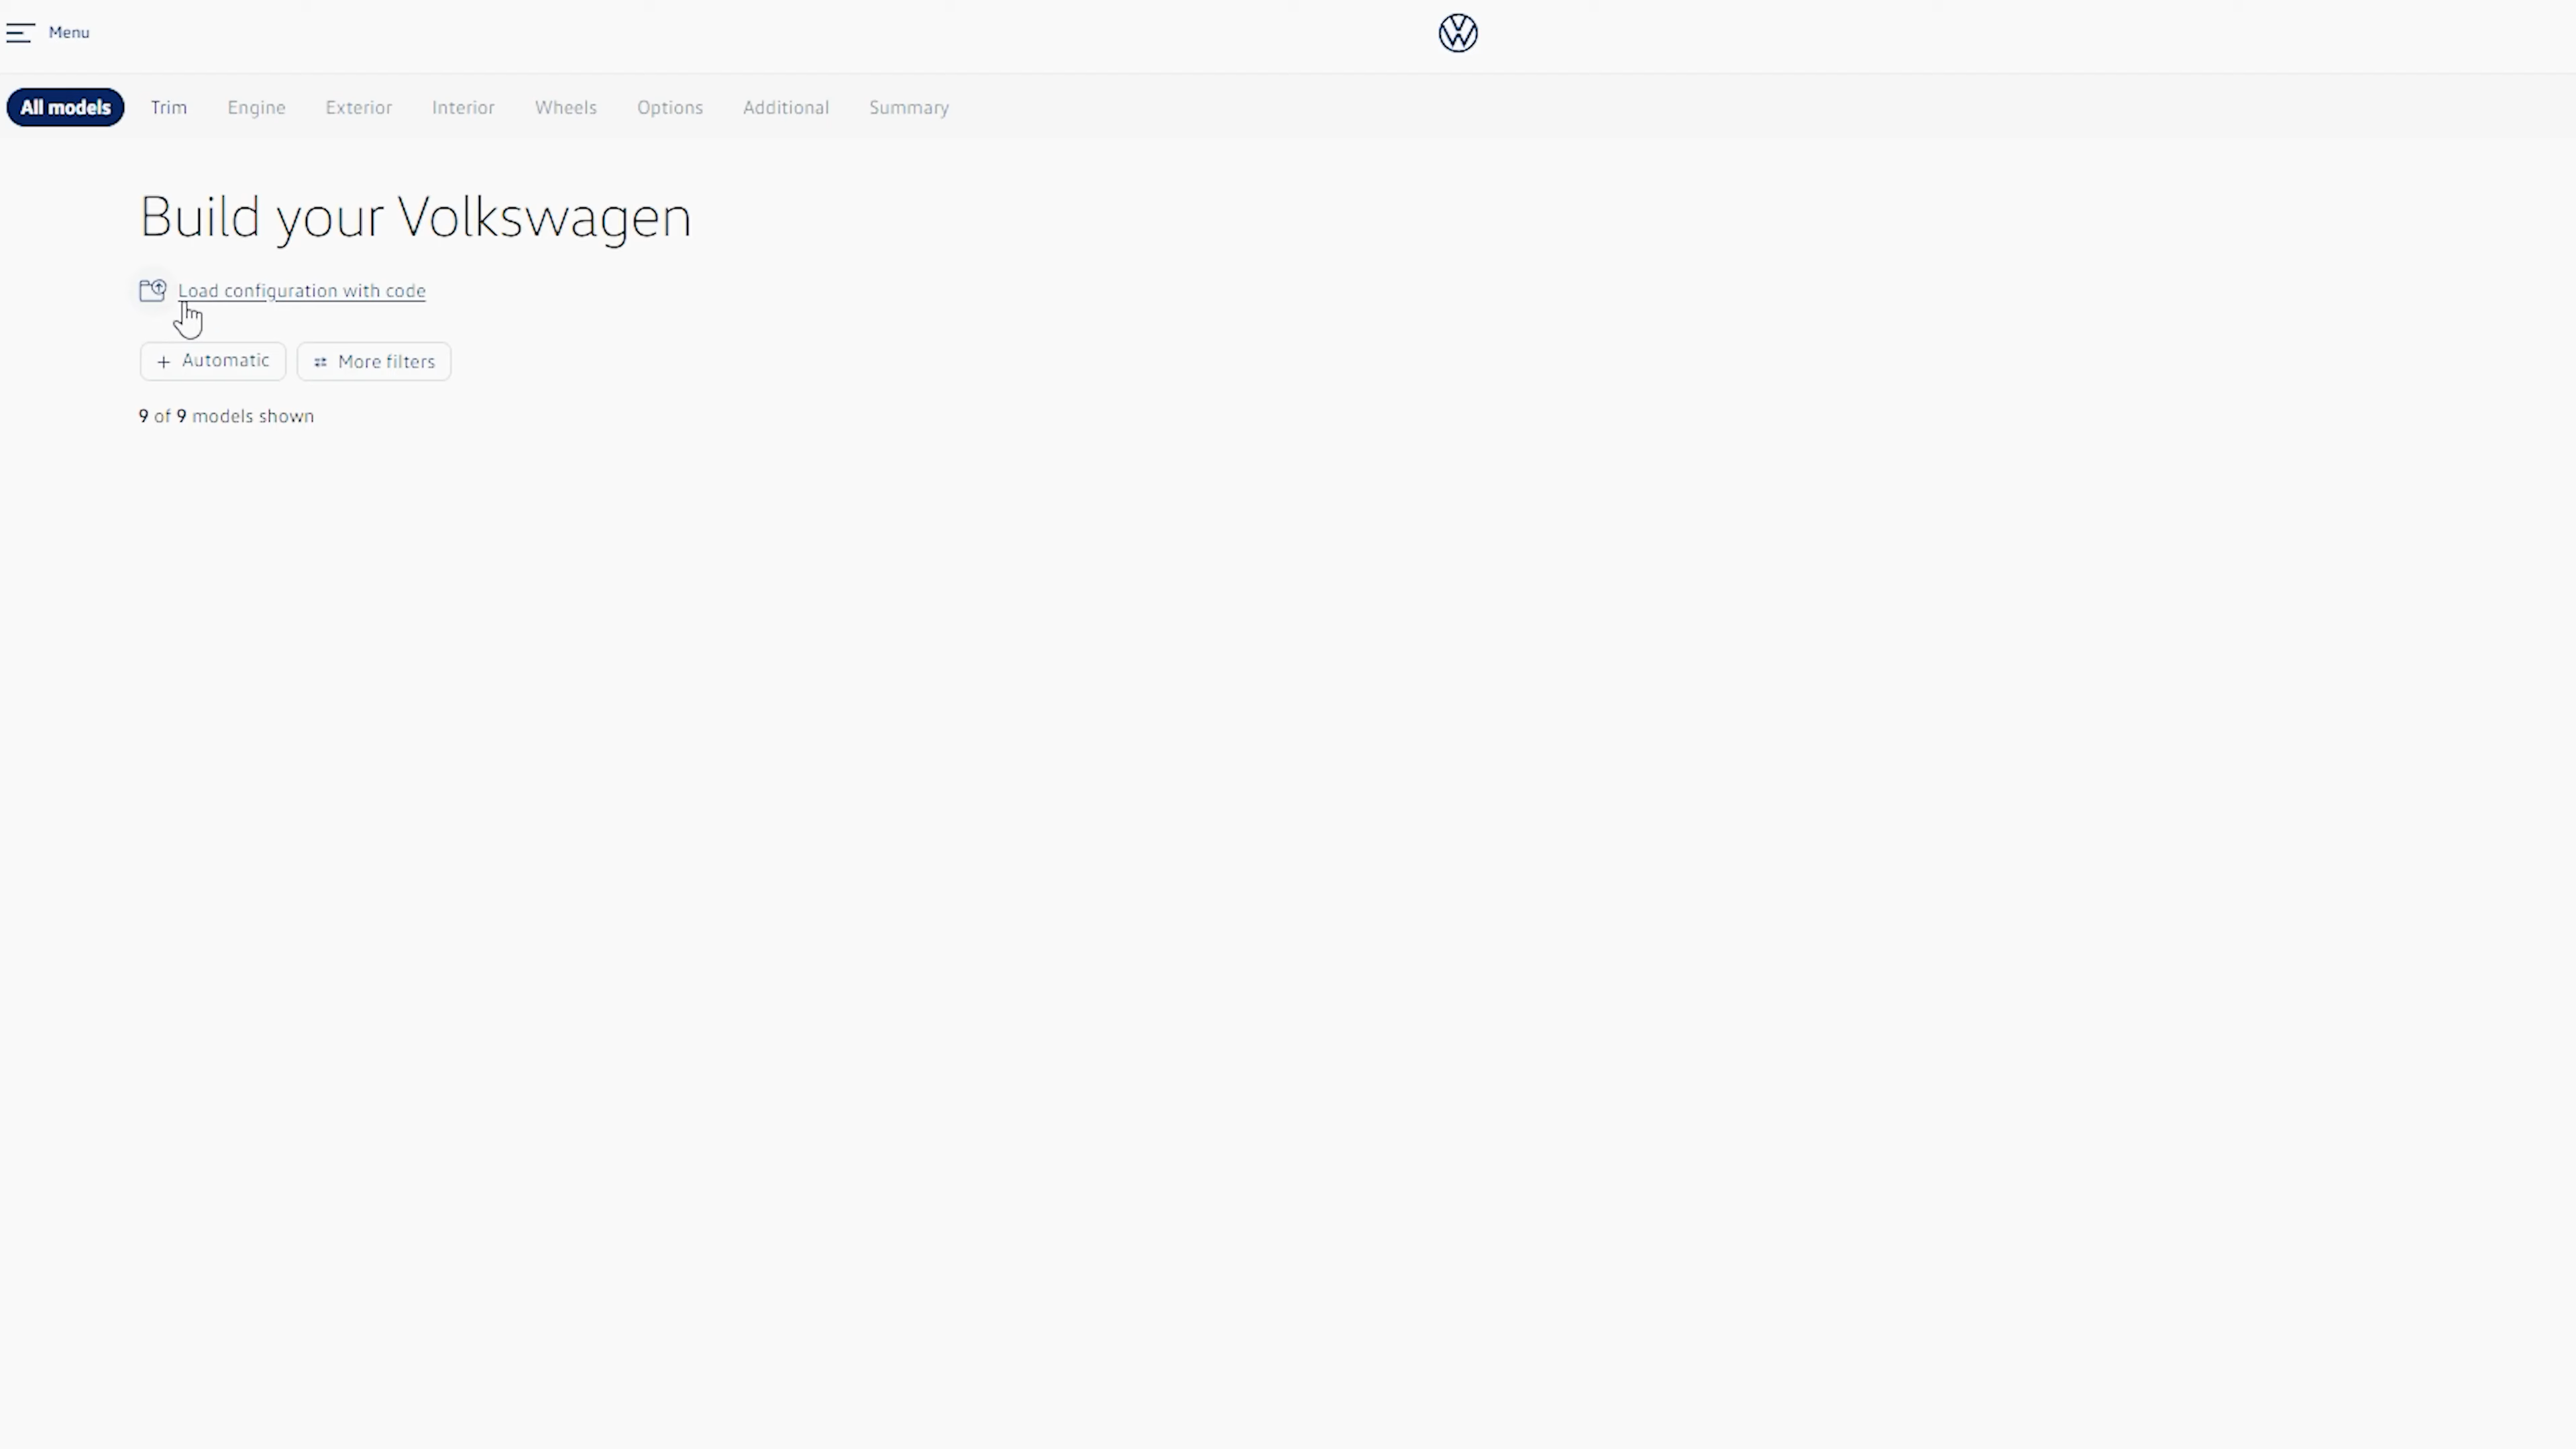 Menu
All models Trim Engine Exterior Interior Wheels Options Additional Summary
Build your Volkswagen
Load configuration with code
+ Automatic More filters
9 of 9 models shown